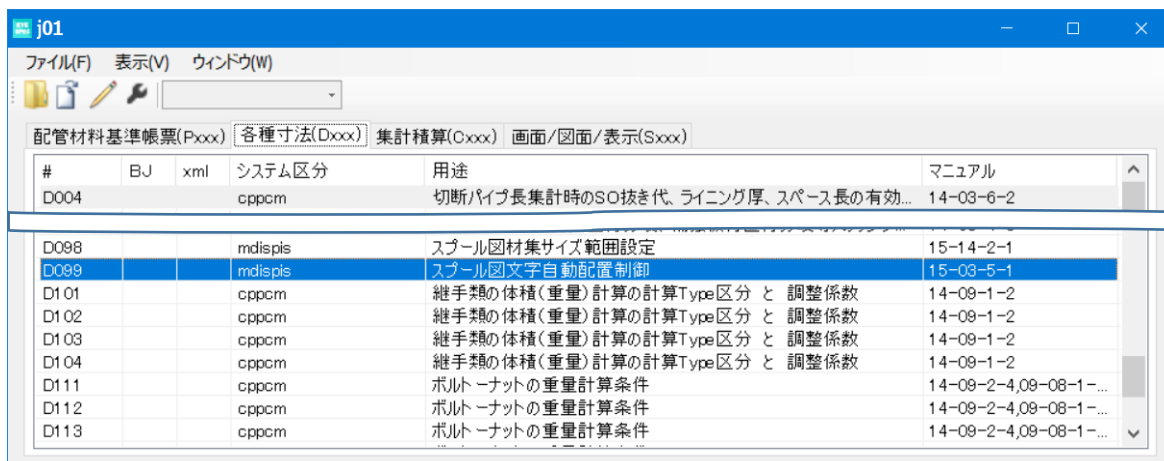 j01
ファイル(F) 表示(V) ウィンドウ(W)
配管材料基準帳票(Pxxx) 各種寸法(Dxxx) 集計積算(Cxxx) 画面/図面/表示(Sxxx)
# BJ xml システム区分 用途 マニュアル
D004 cppcm 切断パイプ長集計時のSO抜き代、ライニング厚、スペース長の有効... 14-03-6-2
D098 mdispis スプール図材集サイズ範囲設定 15-14-2-1
D099 mdispis スプール図文字自動配置制御 15-03-5-1
D101 cppcm 継手類の体積(重量)計算の計算Type区分 と 調整係数 14-09-1-2
D102 cppcm 継手類の体積(重量)計算の計算Type区分 と 調整係数 14-09-1-2
D103 cppcm 継手類の体積(重量)計算の計算Type区分 と 調整係数 14-09-1-2
D104 cppcm 継手類の体積(重量)計算の計算Type区分 と 調整係数 14-09-1-2
D111 cppcm ボルトーナットの重量計算条件 14-09-2-4,09-08-1-...
D112 cppcm ボルトーナットの重量計算条件 14-09-2-4,09-08-1-...
D113 cppcm ボルトーナットの重量計算条件 14-09-2-4,09-08-1-...